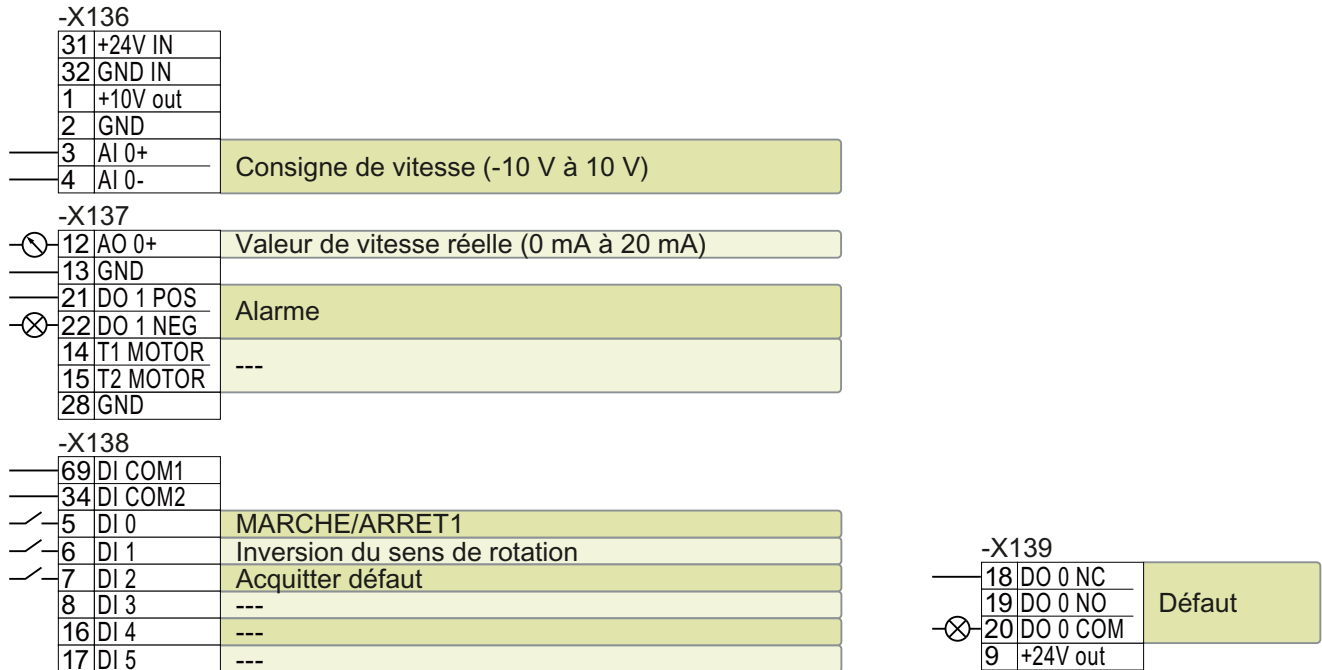 -X136
31 +24V IN
32 GND IN
1 +10V out
2 GND
3 AI 0+
4 AI 0-
Consigne de vitesse (-10 V à 10 V)
-X137
12 AO 0+ Valeur de vitesse réelle (0 mA à 20 mA)
13 GND
21 DO 1 POS
22 DO 1 NEG
Alarme
14 T1 MOTOR
15 T2 MOTOR
---
28 GND
-X138
69 DI COM1
34 DI COM2
5 DI 0 MARCHE/ARRET1
6 DI 1 Inversion du sens de rotation
7 DI 2 Acquitter défaut
8 DI 3 ---
16 DI 4 ---
17 DI 5 ---
-X139
18 DO 0 NC
19 DO 0 NO
20 DO 0 COM
Défaut
9 +24V out